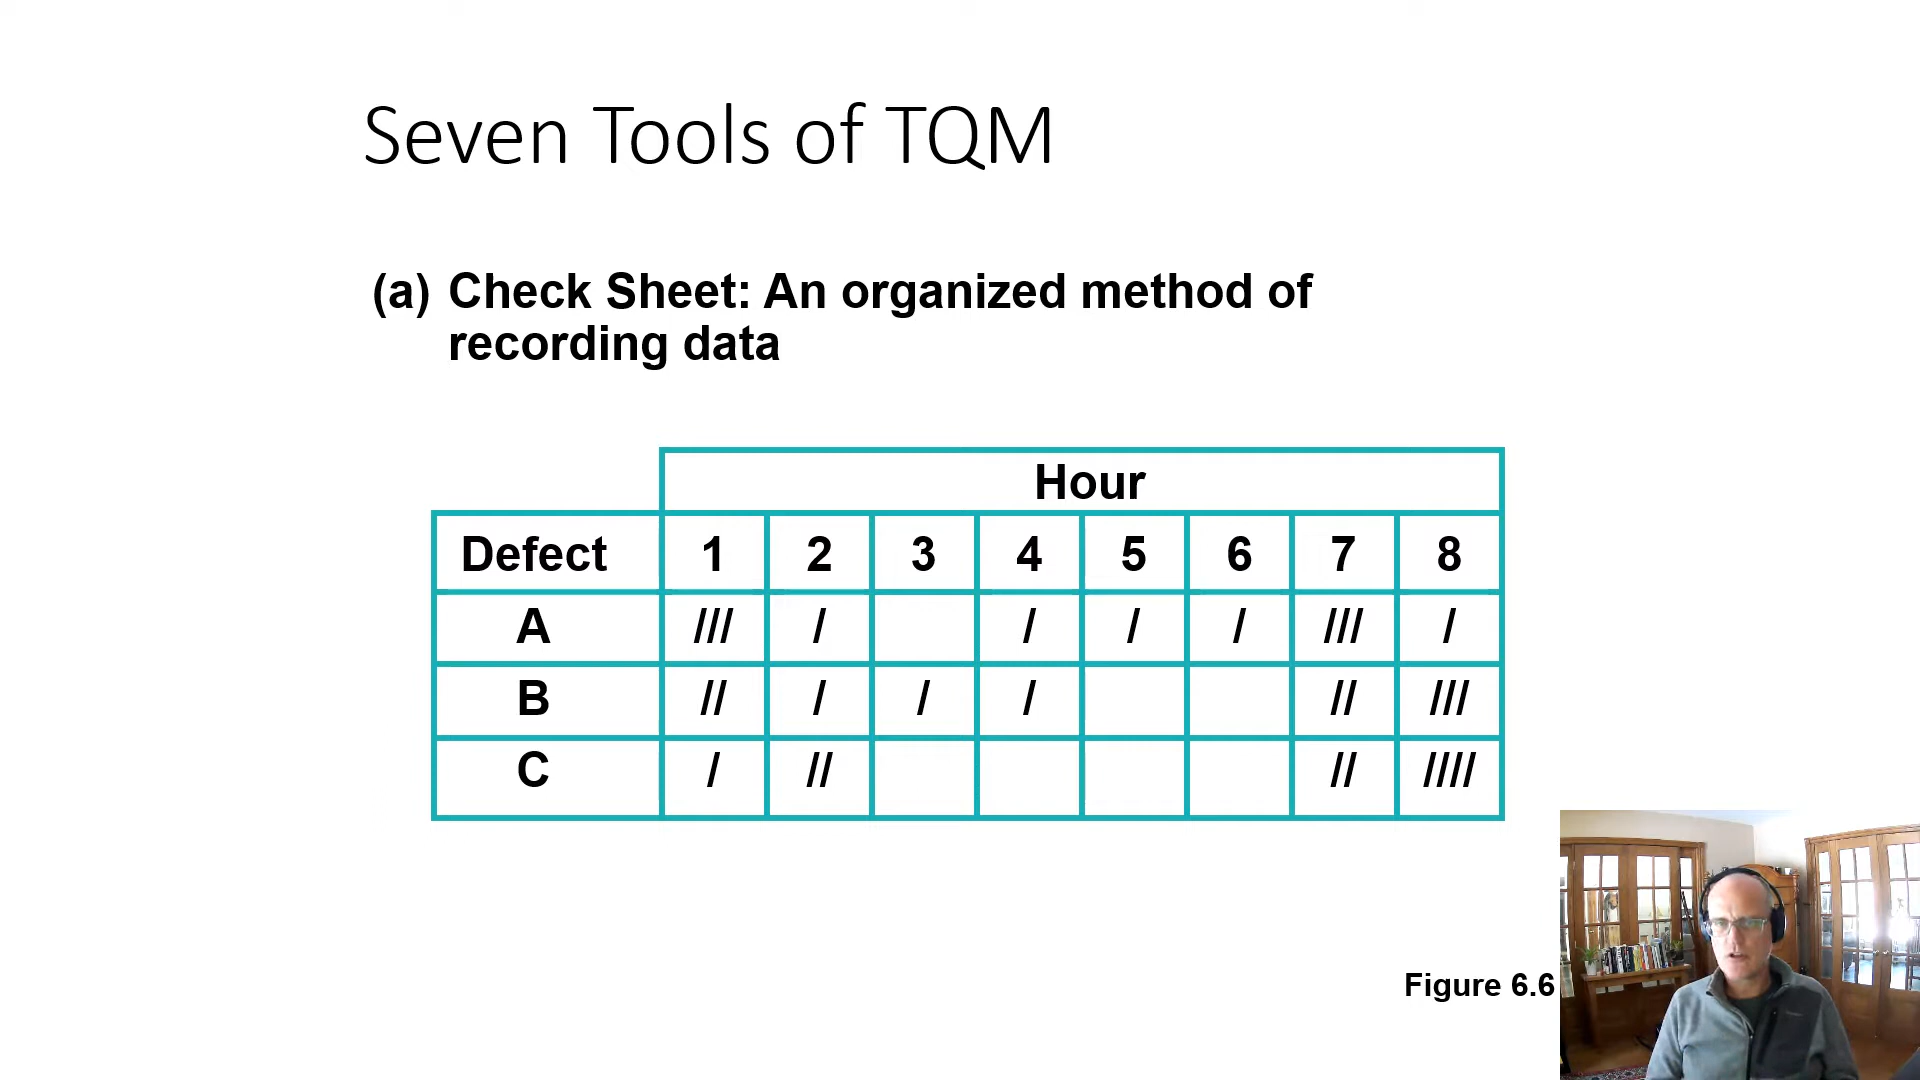 Seven Tools of TQM
(a) Check Sheet: An organized method of
recording data
Hour
Defect 1 2 3 4 5 6 7 8
A /// / / / / /// /
B // / / / // ///
C / // // ////
Figure 6.6